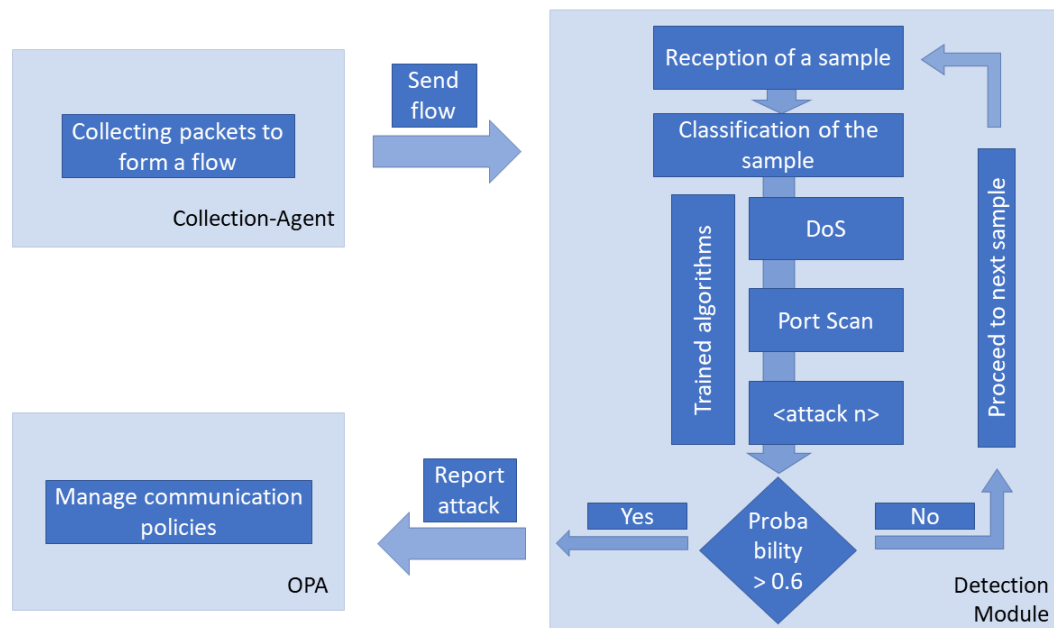 Collecting packets to
form a flow
Collection-Agent
Send
flow
Reception of a sample
Classification of the
sample
Trained algorithms
DoS
Port Scan
<attack n>
Proba
bility
> 0.6
Yes
No
Proceed to next sample
Detection
Module
Report
attack
Manage communication
policies
OPA